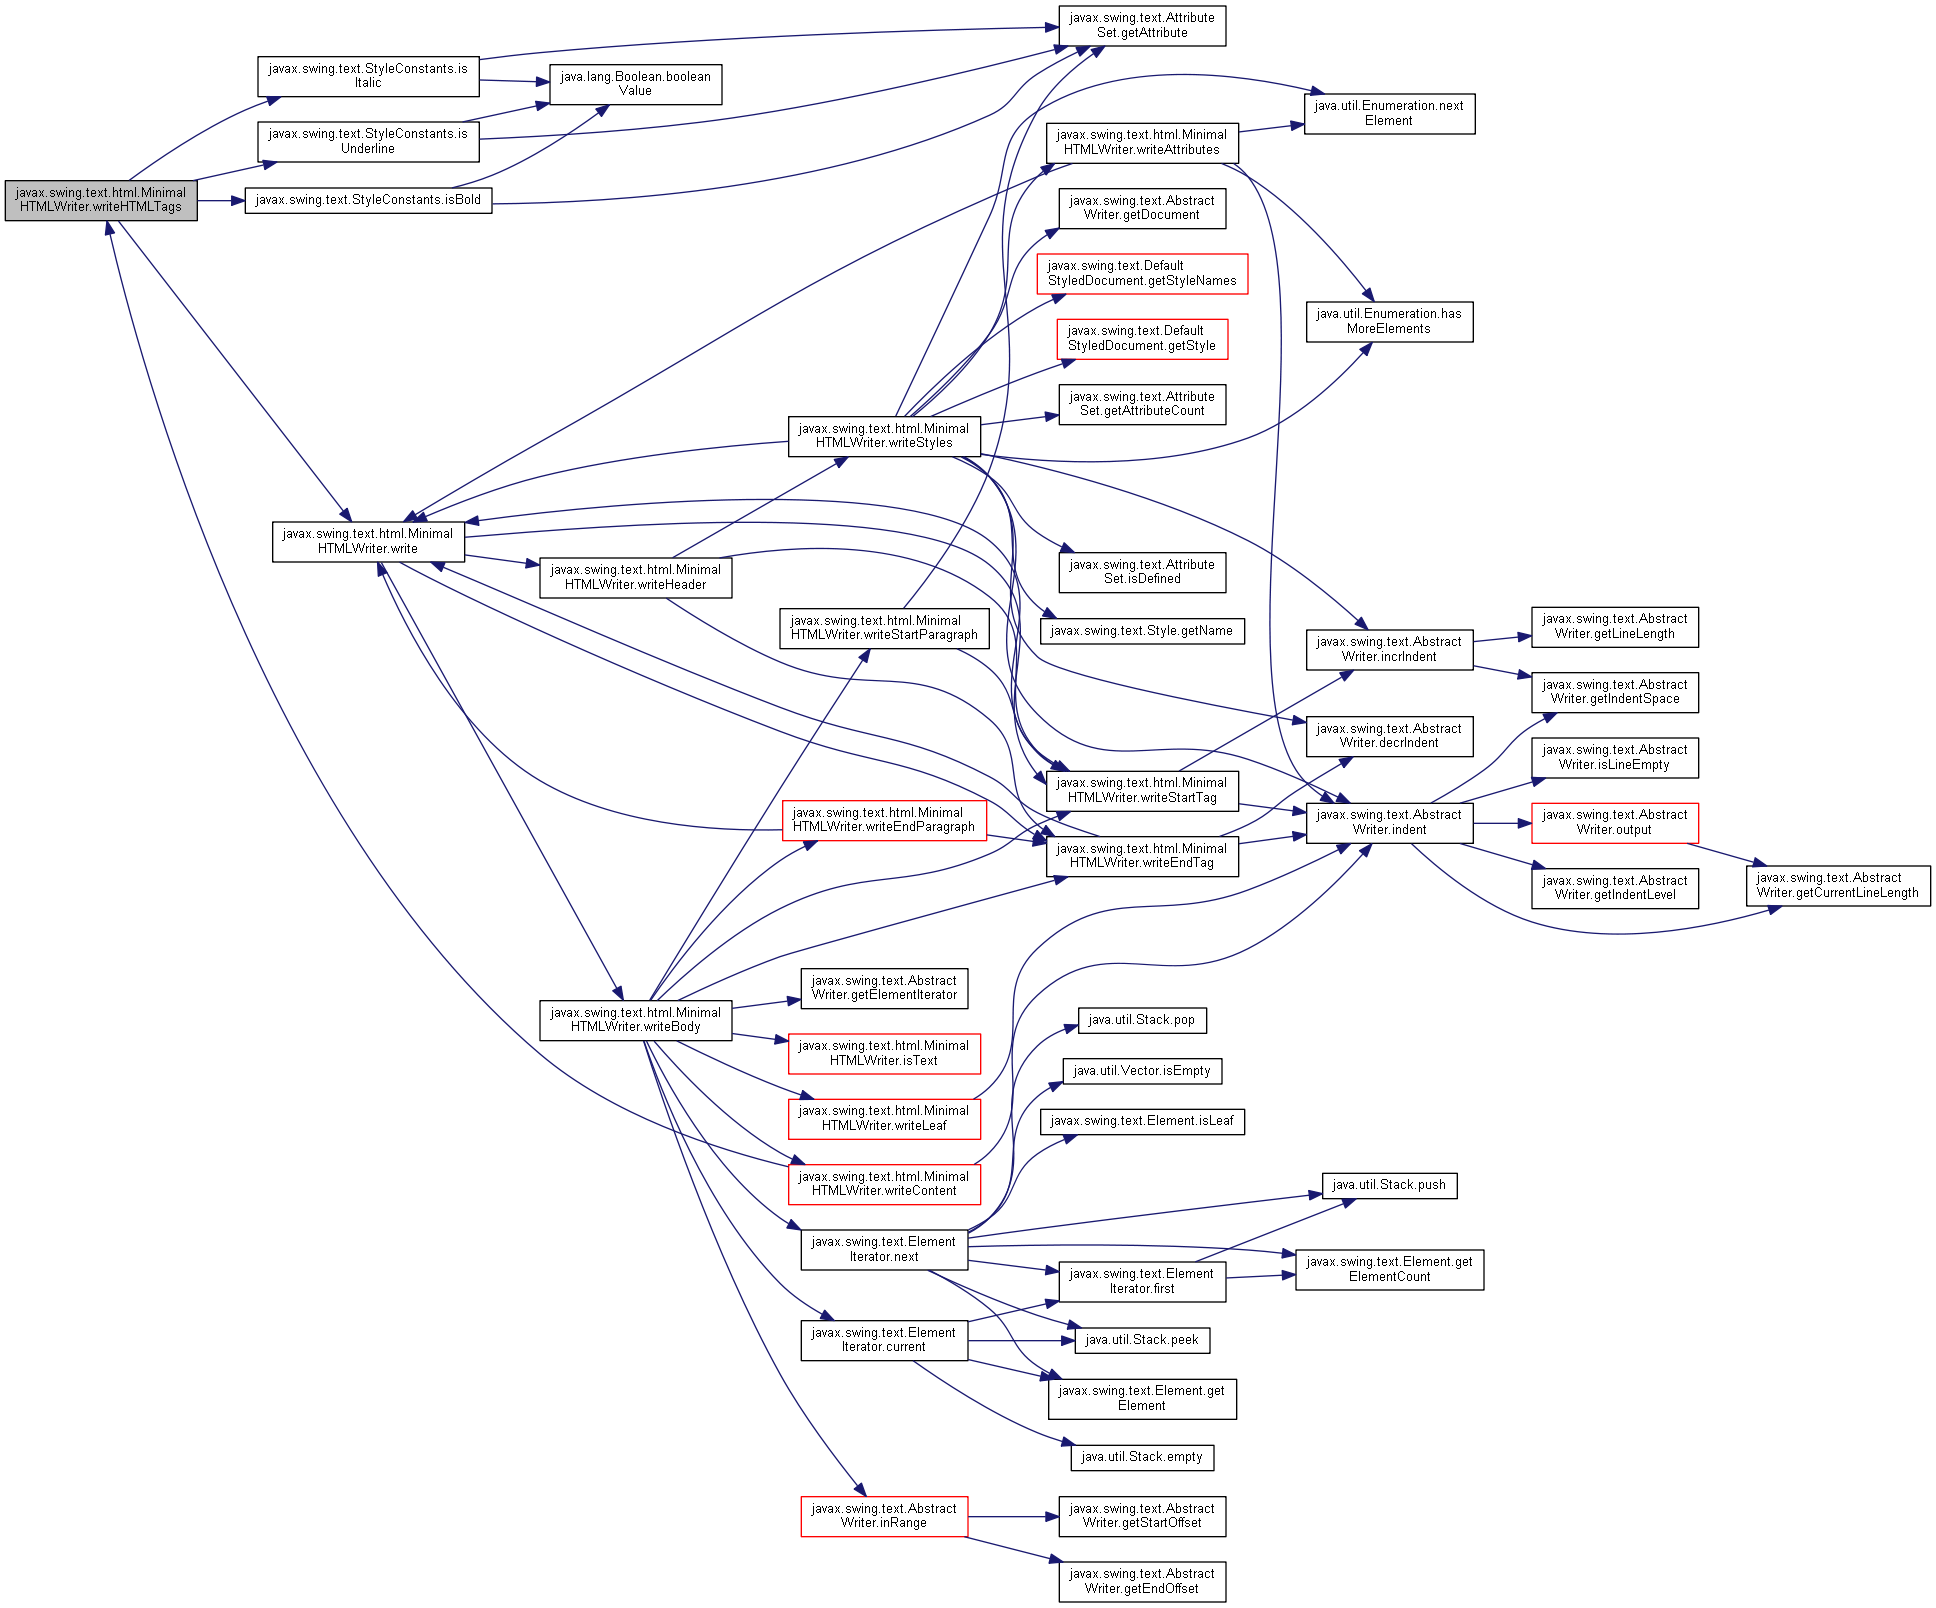 javax.swing.text.html.Minimal
HTMLWriter.writeHTMLTags
javax.swing.text.StyleConstants.is
Italic
javax.swing.text.StyleConstants.is
Underline
javax.swing.text.StyleConstants.isBold
javax.swing.text.html.Minimal
HTMLWriter.write
java.lang.Boolean.boolean
Value
javax.swing.text.html.Minimal
HTMLWriter.writeHeader
javax.swing.text.html.Minimal
HTMLWriter.writeBody
javax.swing.text.html.Minimal
HTMLWriter.writeStyles
javax.swing.text.html.Minimal
HTMLWriter.writeStartParagraph
javax.swing.text.html.Minimal
HTMLWriter.writeEndParagraph
javax.swing.text.Abstract
Writer.getElementIterator
javax.swing.text.html.Minimal
HTMLWriter.isText
javax.swing.text.html.Minimal
HTMLWriter.writeLeaf
javax.swing.text.html.Minimal
HTMLWriter.writeContent
javax.swing.text.Element
Iterator.next
javax.swing.text.Element
Iterator.current
javax.swing.text.Abstract
Writer.inRange
javax.swing.text.Attribute
Set.getAttribute
javax.swing.text.html.Minimal
HTMLWriter.writeAttributes
javax.swing.text.Abstract
Writer.getDocument
javax.swing.text.Default
StyledDocument.getStyleNames
javax.swing.text.Default
StyledDocument.getStyle
javax.swing.text.Attribute
Set.getAttributeCount
javax.swing.text.Attribute
Set.isDefined
javax.swing.text.Style.getName
javax.swing.text.html.Minimal
HTMLWriter.writeStartTag
javax.swing.text.html.Minimal
HTMLWriter.writeEndTag
java.util.Stack.pop
java.util.Vector.isEmpty
javax.swing.text.Element.isLeaf
javax.swing.text.Element
Iterator.first
java.util.Stack.peek
javax.swing.text.Element.get
Element
java.util.Stack.empty
javax.swing.text.Abstract
Writer.getStartOffset
javax.swing.text.Abstract
Writer.getEndOffset
java.util.Enumeration.next
Element
java.util.Enumeration.has
MoreElements
javax.swing.text.Abstract
Writer.incrIndent
javax.swing.text.Abstract
Writer.decrIndent
javax.swing.text.Abstract
Writer.indent
java.util.Stack.push
javax.swing.text.Element.get
ElementCount
javax.swing.text.Abstract
Writer.getLineLength
javax.swing.text.Abstract
Writer.getIndentSpace
javax.swing.text.Abstract
Writer.isLineEmpty
javax.swing.text.Abstract
Writer.output
javax.swing.text.Abstract
Writer.getIndentLevel
javax.swing.text.Abstract
Writer.getCurrentLineLength